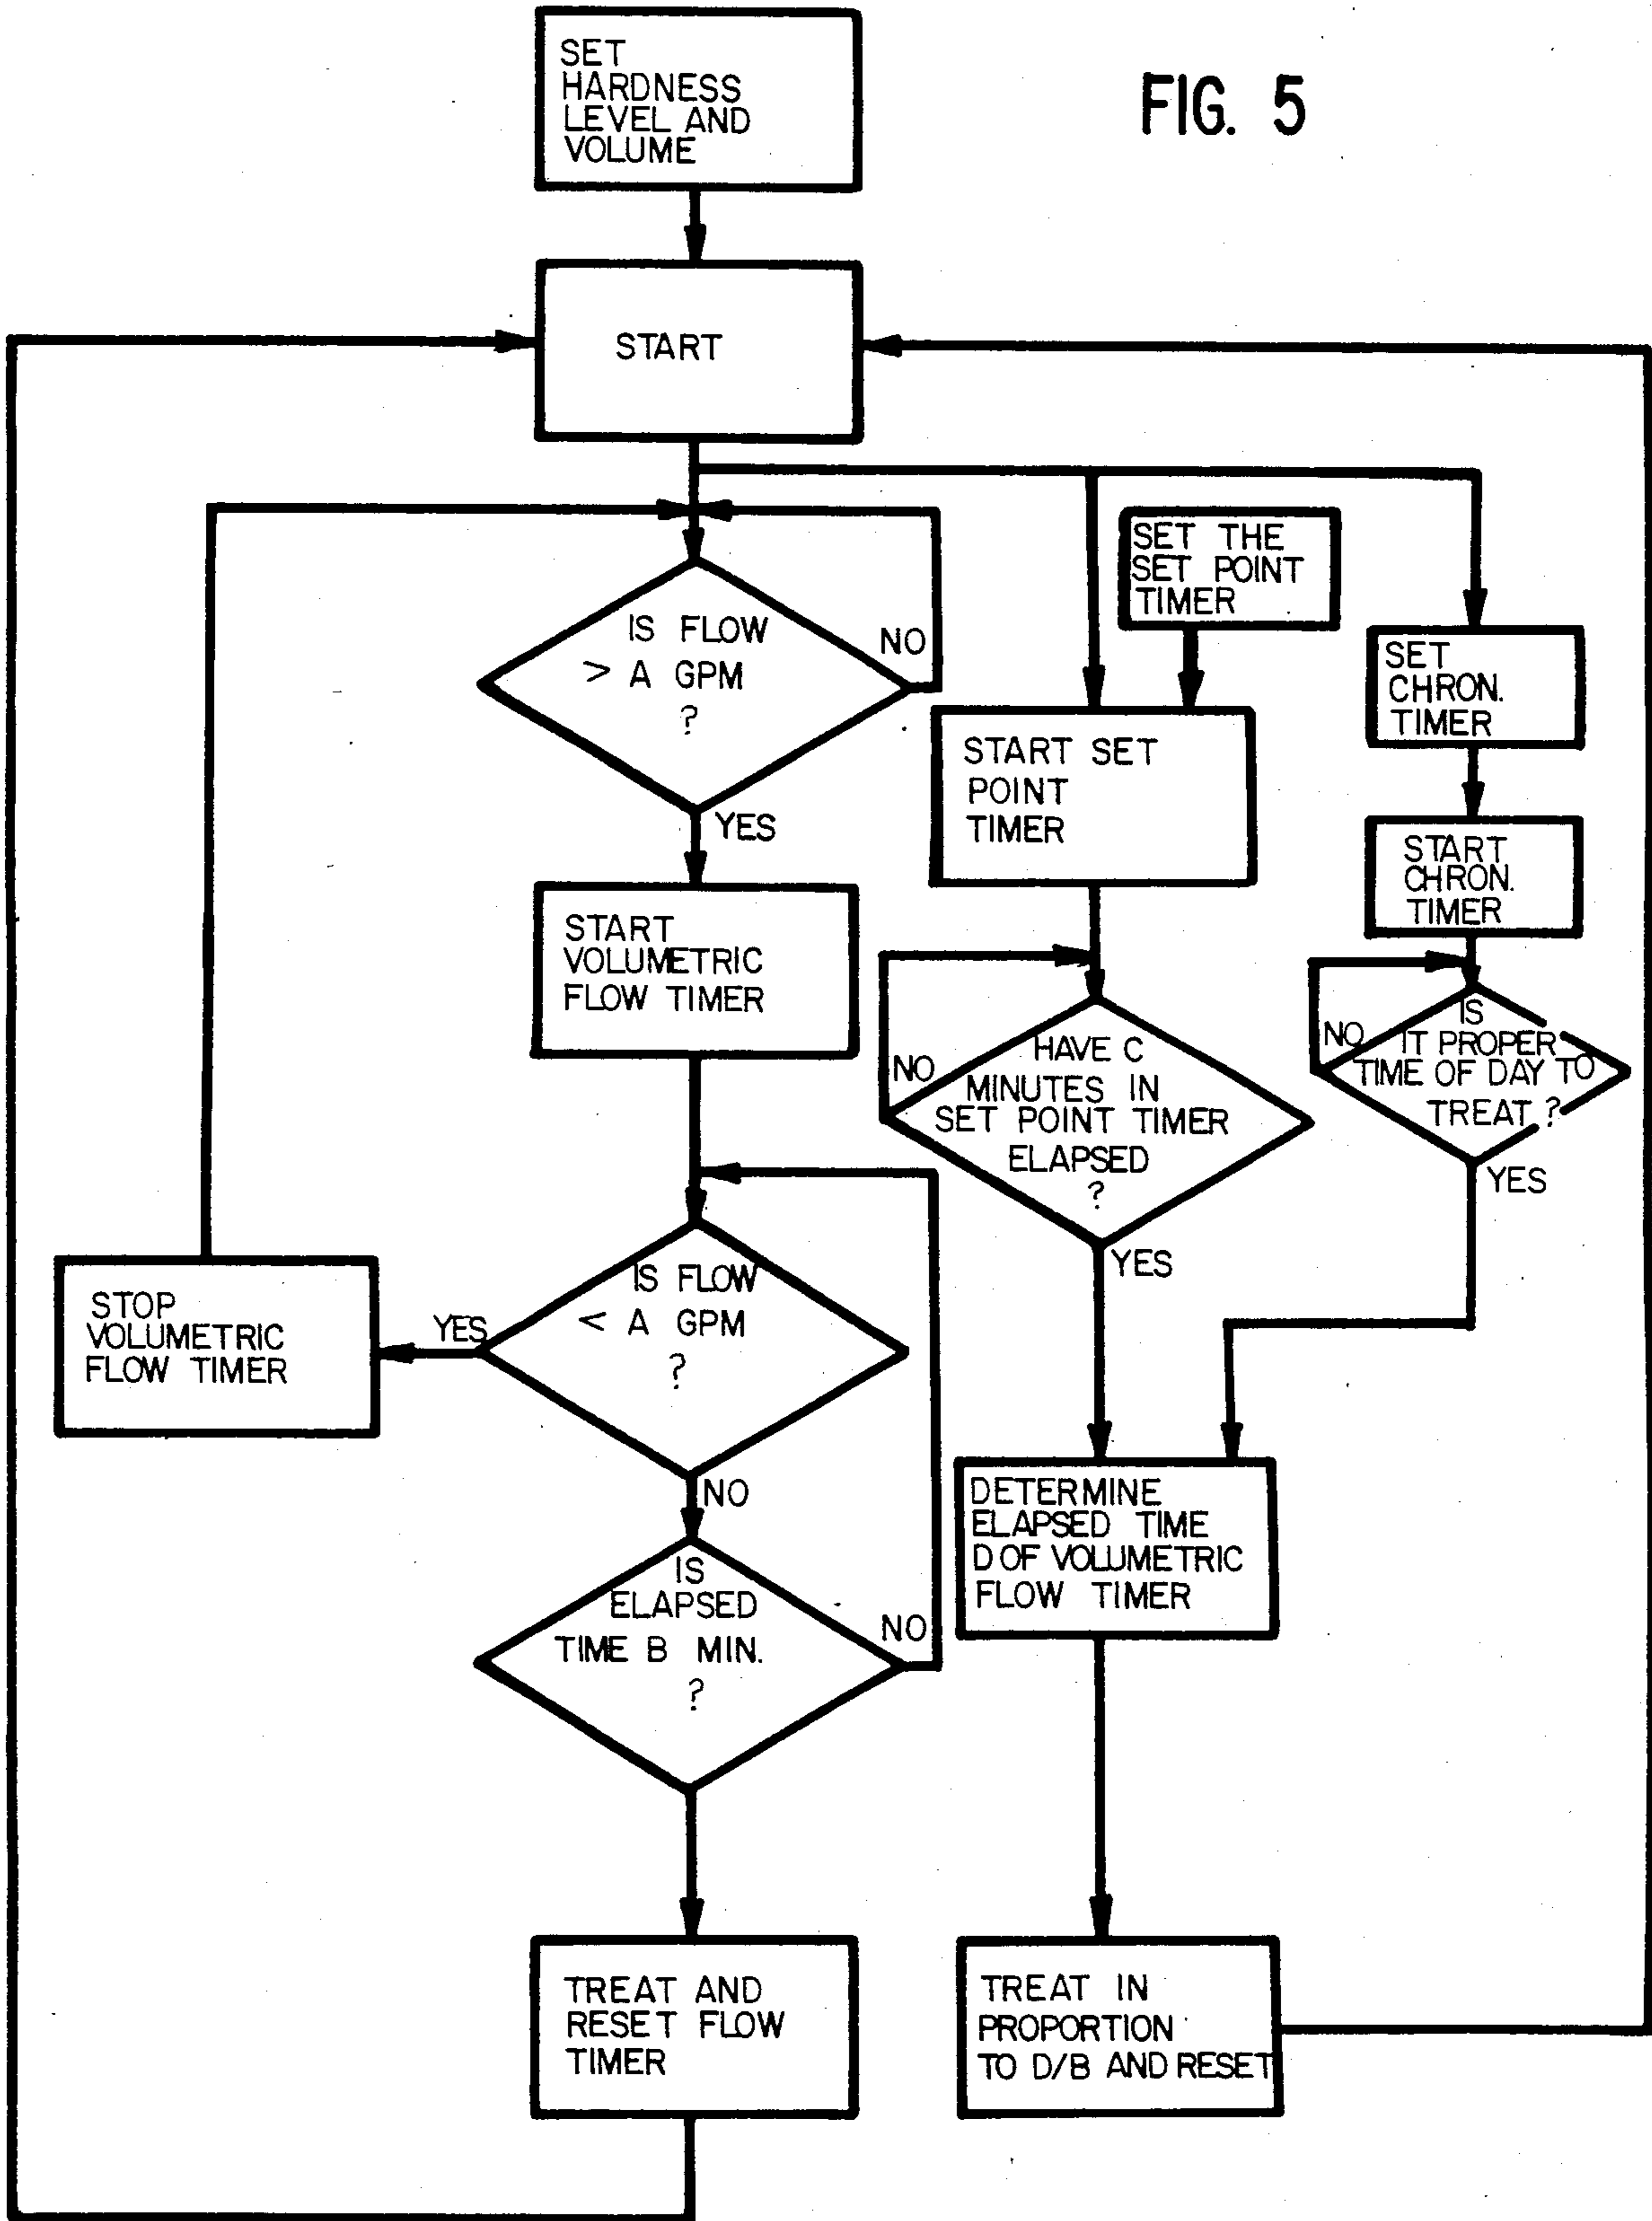 FIG. 5
SET
HARDNESS
LEVEL AND
VOLUME
START
IS FLOW
> A GPM
?
NO
YES
SET THE
SET POINT
TIMER
SET
CHRON.
TIMER
START SET
POINT
TIMER
START
CHRON.
TIMER
START
VOLUMETRIC
FLOW TIMER
IS
IT PROPER
TIME OF DAY TO
TREAT ?
NO
YES
HAVE C
MINUTES IN
SET POINT TIMER
ELAPSED
?
NO
YES
IS FLOW
< A GPM
?
YES
NO
STOP
VOLUMETRIC
FLOW TIMER
DETERMINE
ELAPSED TIME
D OF VOLUMETRIC
FLOW TIMER
IS
ELAPSED
TIME B MIN.
?
NO
TREAT AND
RESET FLOW
TIMER
TREAT IN
PROPORTION
TO D/B AND RESET